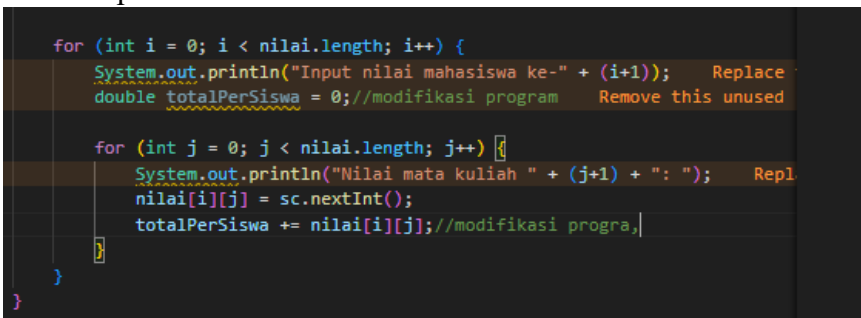 for (int i = 0; i < nilai.length; i++) {
System.out.println("Input nilai mahasiswa ke-" + (i+1)); Replace
double totalPerSiswa = 0;//modifikasi program Remove this unused
for (int j = 0; j < nilai.length; j++) {
System.out.println("Nilai mata kuliah " + (j+1) + ": "); Repl
nilai[i][j] = sc.nextInt();
totalPerSiswa += nilai[i][j];//modifikasi progra,
}
}
}